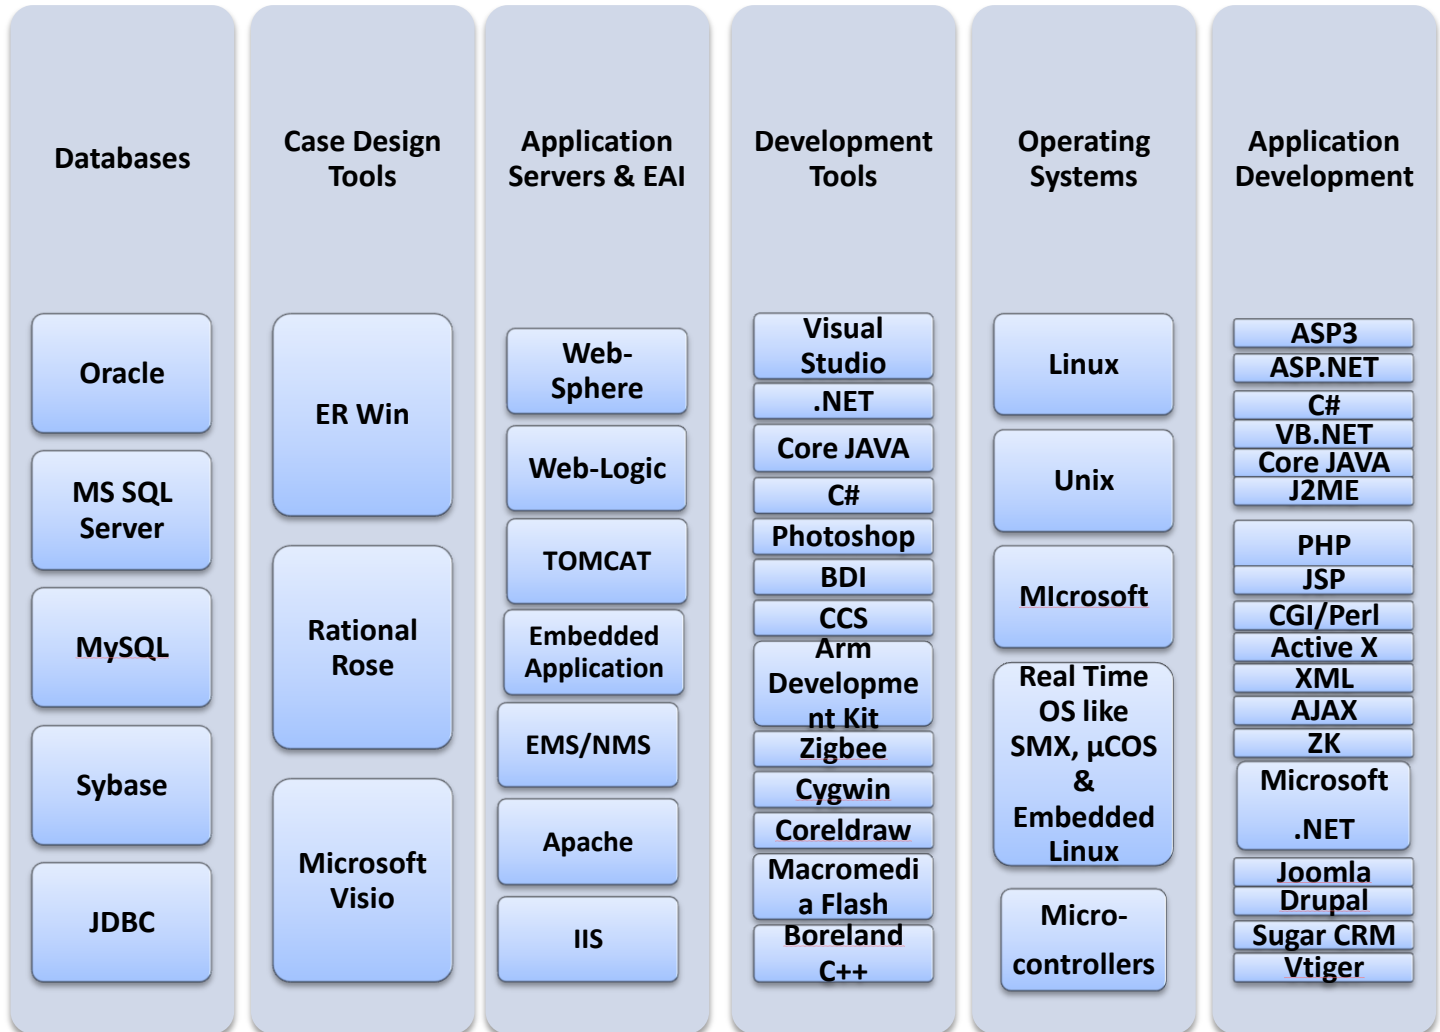 Databases
Oracle
MS SQL
Server
MySQL
Sybase
JDBC
Case Design
Tools
ER Win
Rational
Rose
Microsoft
Visio
Application
Servers & EAI
Web-
Sphere
Web-Logic
TOMCAT
Embedded
Application
EMS/NMS
Apache
IIS
Development
Tools
Visual
Studio
.NET
Core JAVA
C#
Photoshop
BDI
CCS
Arm
Developme
nt Kit
Zigbee
Cygwin
Coreldraw
Macromedi
a Flash
Boreland
C++
Operating
Systems
Linux
Unix
MIcrosoft
Real Time
OS like
SMX, µCOS
&
Embedded
Linux
Micro-
controllers
Application
Development
ASP3
ASP.NET
C#
VB.NET
Core JAVA
J2ME
PHP
JSP
CGI/Perl
Active X
XML
AJAX
ZK
Microsoft
.NET
Joomla
Drupal
Sugar CRM
Vtiger